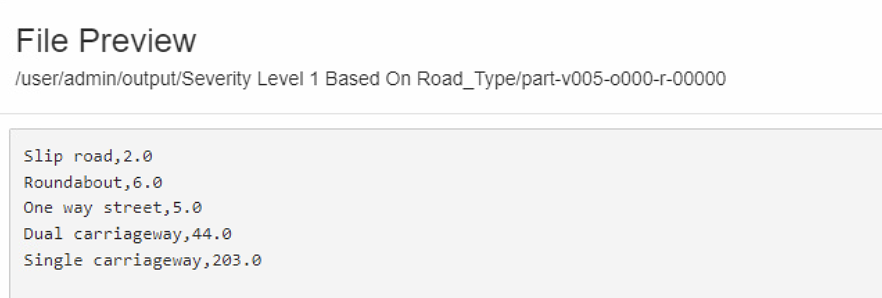 File Preview
/user/admin/output/Severity Level 1 Based On Road_Type/part-v005-o000-r-00000
Slip road,2.0
Roundabout,6.0
One way street,5.0
Dual carriageway,44.0
Single carriageway,203.0